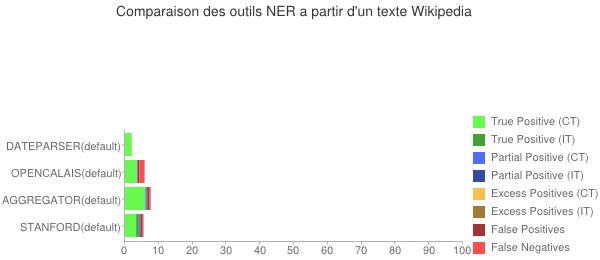 Comparaison des outils NER a partir d'un texte Wikipedia
DATEPARSER(default)
OPENCALAIS(default)
AGGREGATOR(default)
STANFORD(default)
0 10 20 30 40 50 60 70 80 90 100
True Positive (CT)
True Positive (IT)
Partial Positive (CT)
Partial Positive (IT)
Excess Positives (CT)
Excess Positives (IT)
False Positives
False Negatives